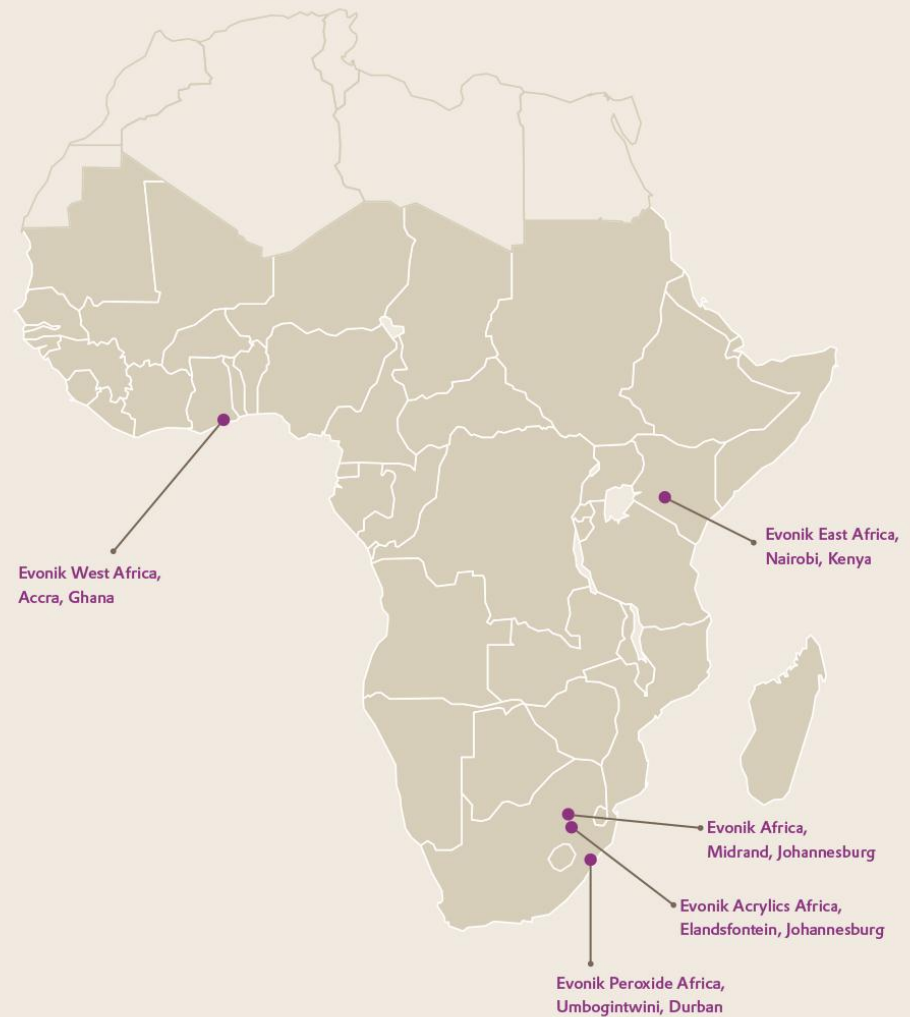 Evonik West Africa,
Accra, Ghana
Evonik East Africa,
Nairobi, Kenya
Evonik Africa,
Midrand, Johannesburg
Evonik Acrylics Africa,
Elandsfontein, Johannesburg
Evonik Peroxide Africa,
Umbogintwini, Durban